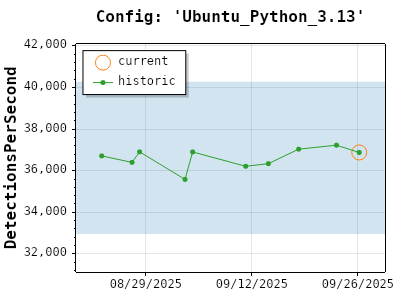 Config: 'Ubuntu_Python_3.13'
42,000
40,000
38,000
36,000
34,000
32,000
DetectionsPerSecond
current
historic
08/29/2025
09/12/2025
09/26/2025